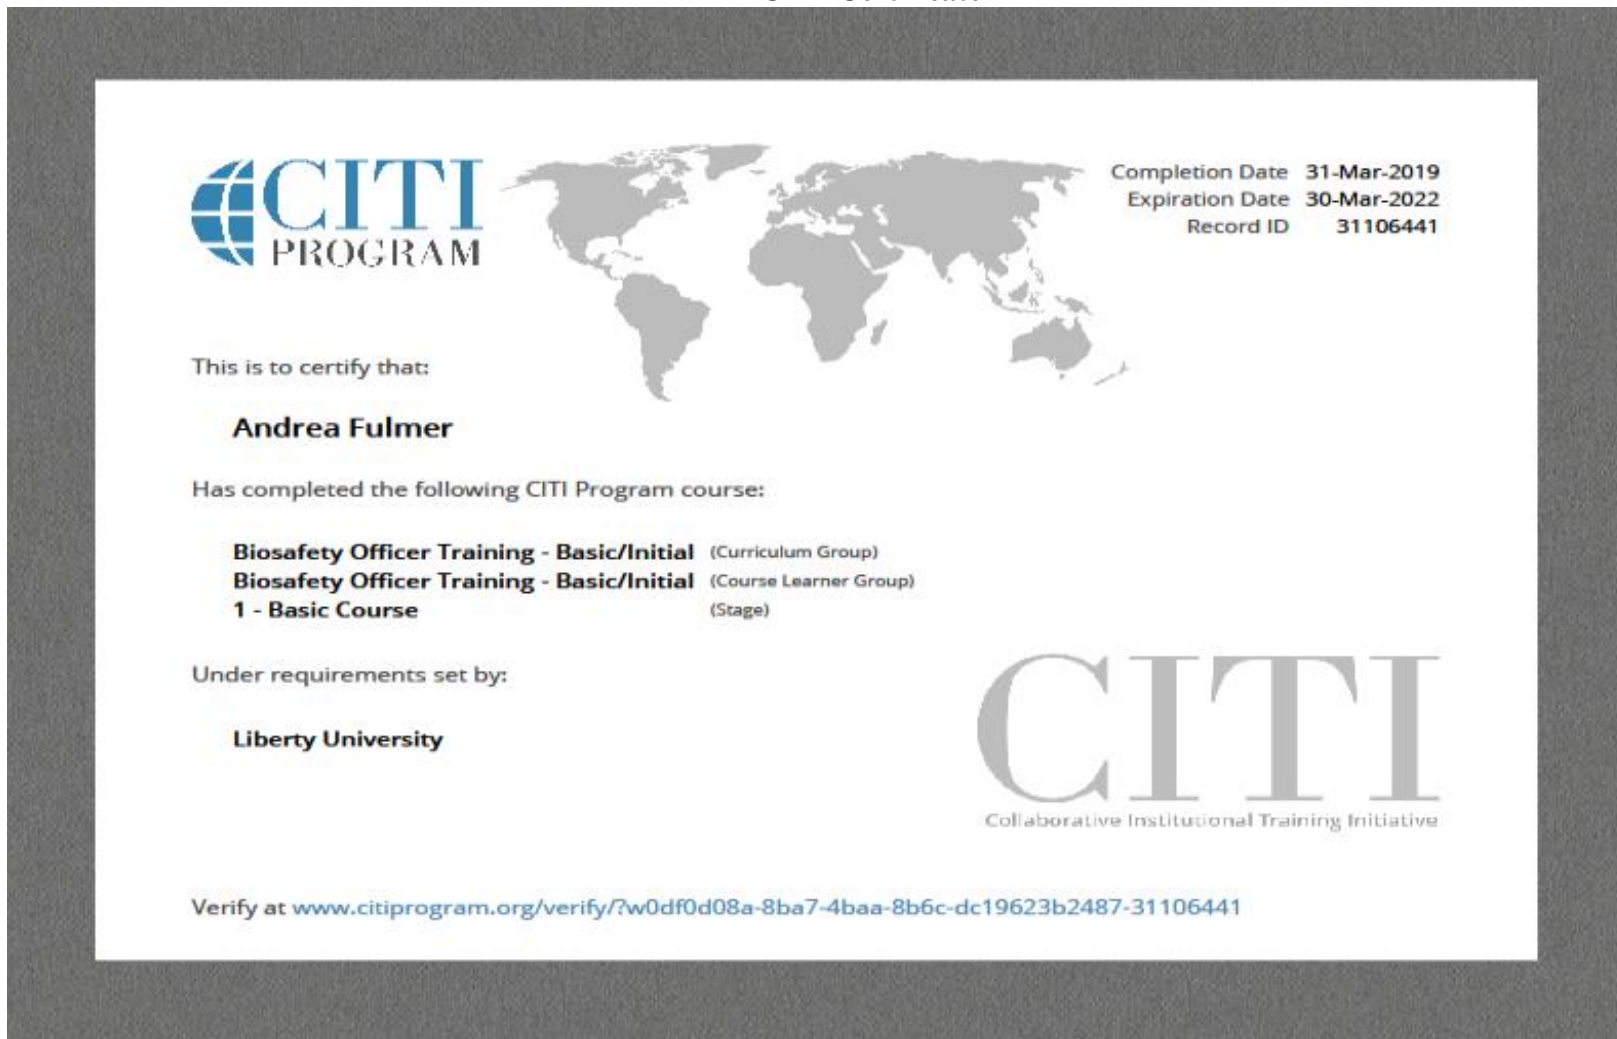 CITI
PROGRAM
Completion Date 31-Mar-2019
Expiration Date 30-Mar-2022
Record ID 31106441
This is to certify that:
Andrea Fulmer
Has completed the following CITI Program course:
Biosafety Officer Training - Basic/Initial (Curriculum Group)
Biosafety Officer Training - Basic/Initial (Course Learner Group)
1 - Basic Course (Stage)
Under requirements set by:
Liberty University
CITI
Collaborative Institutional Training Initiative
Verify at www.citiprogram.org/verify/?w0df0d08a-8ba7-4baa-8b6c-dc19623b2487-31106441